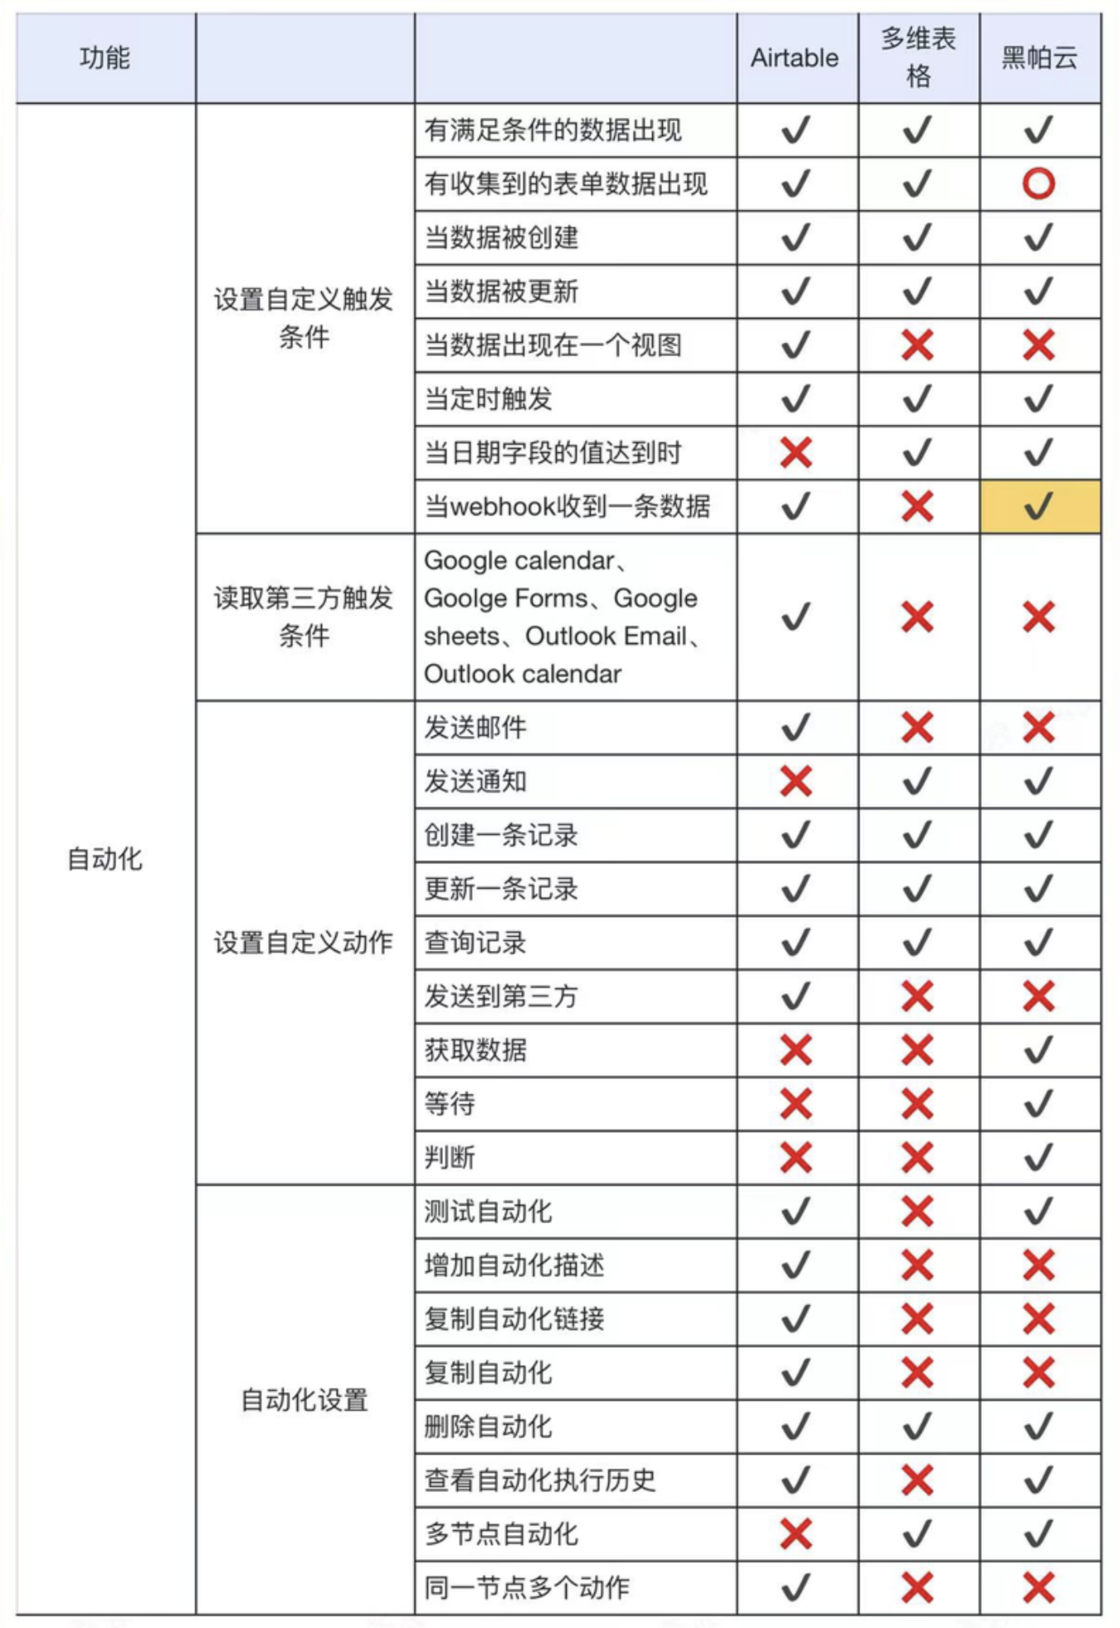 功能
Airtable
多维表
格
黑帕云
自动化
设置自定义触发
条件
有满足条件的数据出现
有收集到的表单数据出现
当数据被创建
当数据被更新
当数据出现在一个视图
当定时触发
当日期字段的值达到时
当webhook收到一条数据
读取第三方触发
条件
Google calendar、
Goolge Forms、Google
sheets、Outlook Email、
Outlook calendar
设置自定义动作
发送邮件
发送通知
创建一条记录
更新一条记录
查询记录
发送到第三方
获取数据
等待
判断
自动化设置
测试自动化
增加自动化描述
复制自动化链接
复制自动化
删除自动化
查看自动化执行历史
多节点自动化
同一节点多个动作